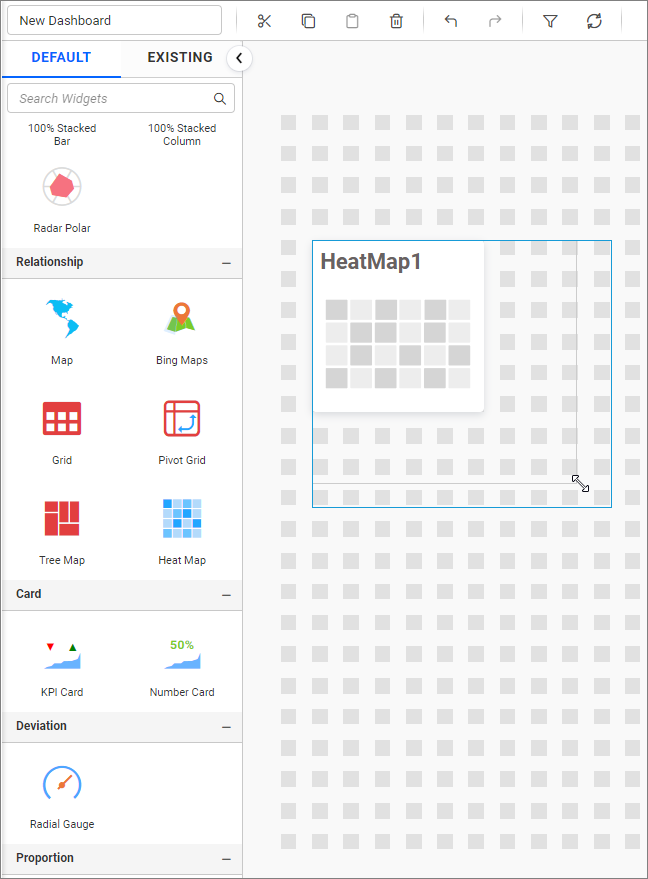 New Dashboard
DEFAULT
EXISTING
Search Widgets
100% Stacked
Bar
100% Stacked
Column
Radar Polar
Relationship
Map
Bing Maps
Grid
Pivot Grid
Tree Map
Heat Map
Card
50%
KPI Card
Number Card
Deviation
Radial Gauge
Proportion
HeatMap1